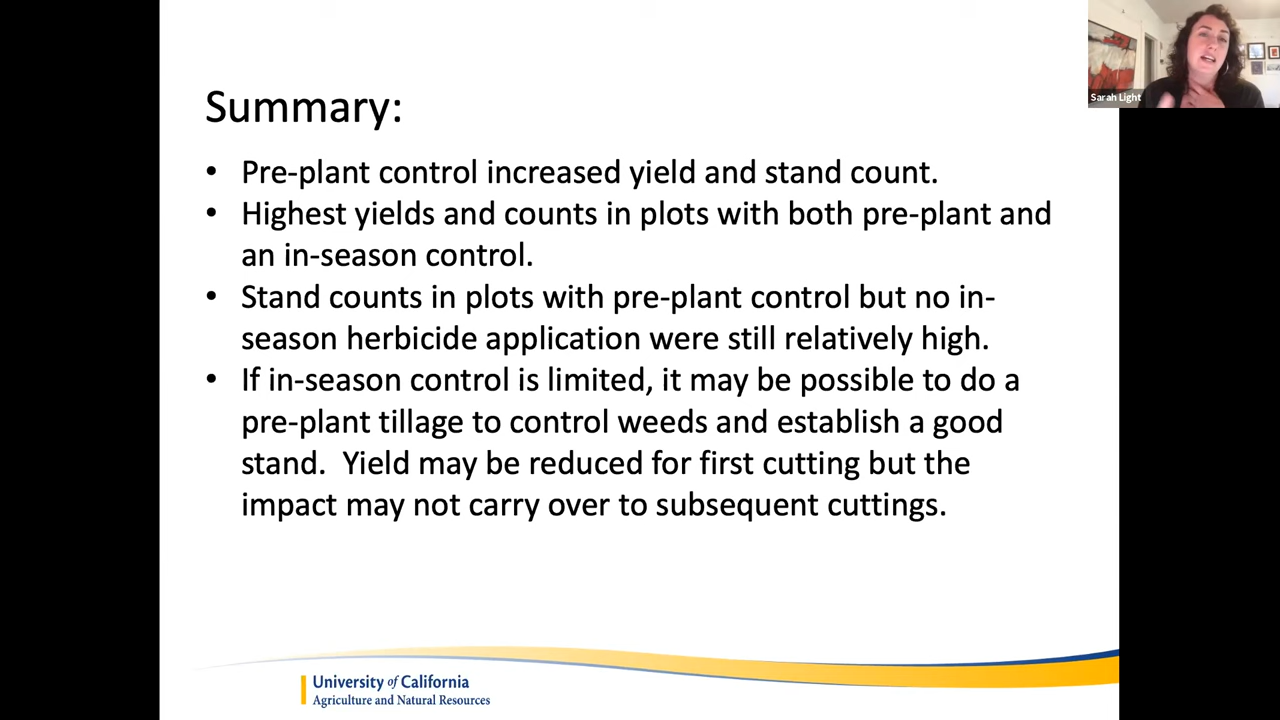 Sarah Light
Summary:
• Pre-plant control increased yield and stand count.
• Highest yields and counts in plots with both pre-plant and
an in-season control.
• Stand counts in plots with pre-plant control but no in-
season herbicide application were still relatively high.
• If in-season control is limited, it may be possible to do a
pre-plant tillage to control weeds and establish a good
stand.  Yield may be reduced for first cutting but the
impact may not carry over to subsequent cuttings.
University of California
Agriculture and Natural Resources